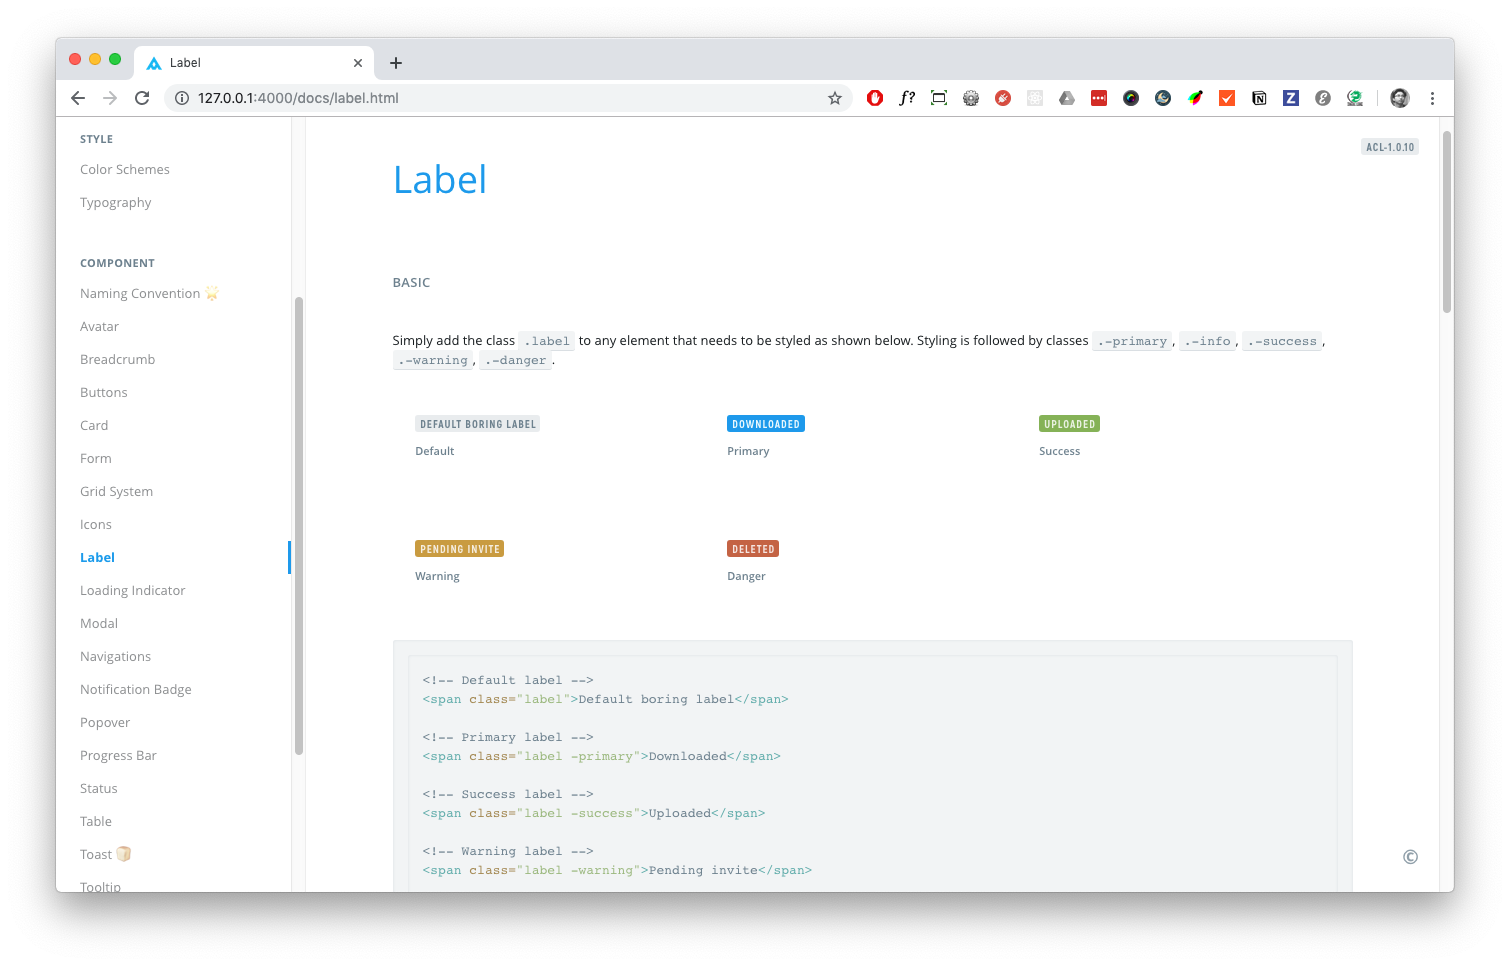 Label
127.0.0.1:4000/docs/label.html
f?
N
Z
STYLE
Color Schemes
Typography
COMPONENT
Naming Convention 🌟
Avatar
Breadcrumb
Buttons
Card
Form
Grid System
Icons
Label
Loading Indicator
Modal
Navigations
Notification Badge
Popover
Progress Bar
Status
Table
Toast 🍞
Tooltip
ACL-1.0.10
Label
BASIC
Simply add the class .label to any element that needs to be styled as shown below. Styling is followed by classes .-primary, .-info, .-success,
.-warning, .-danger.
DEFAULT BORING LABEL
Default
DOWNLOADED
Primary
UPLOADED
Success
PENDING INVITE
Warning
DELETED
Danger
<!-- Default label -->
<span class="label">Default boring label</span>
<!-- Primary label -->
<span class="label -primary">Downloaded</span>
<!-- Success label -->
<span class="label -success">Uploaded</span>
<!-- Warning label -->
<span class="label -warning">Pending invite</span>
©